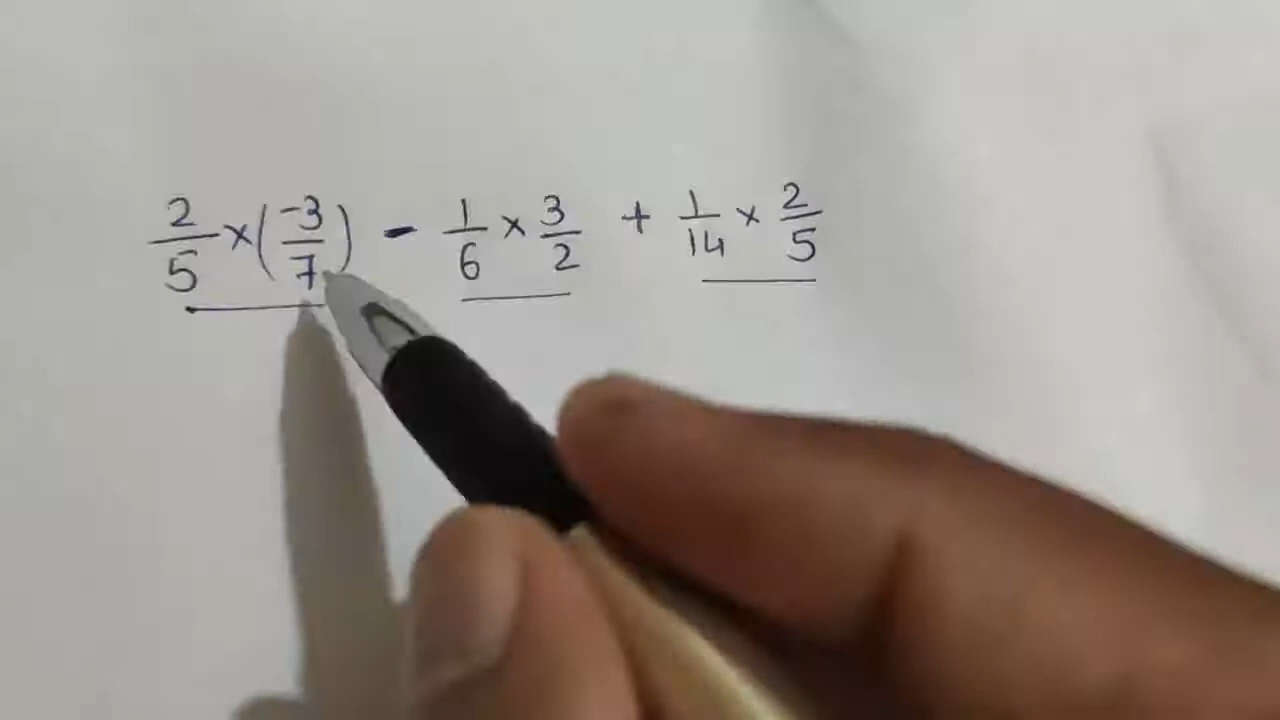 2/5 × (-3/7) - 1/6 × 3/2 + 1/14 × 2/5